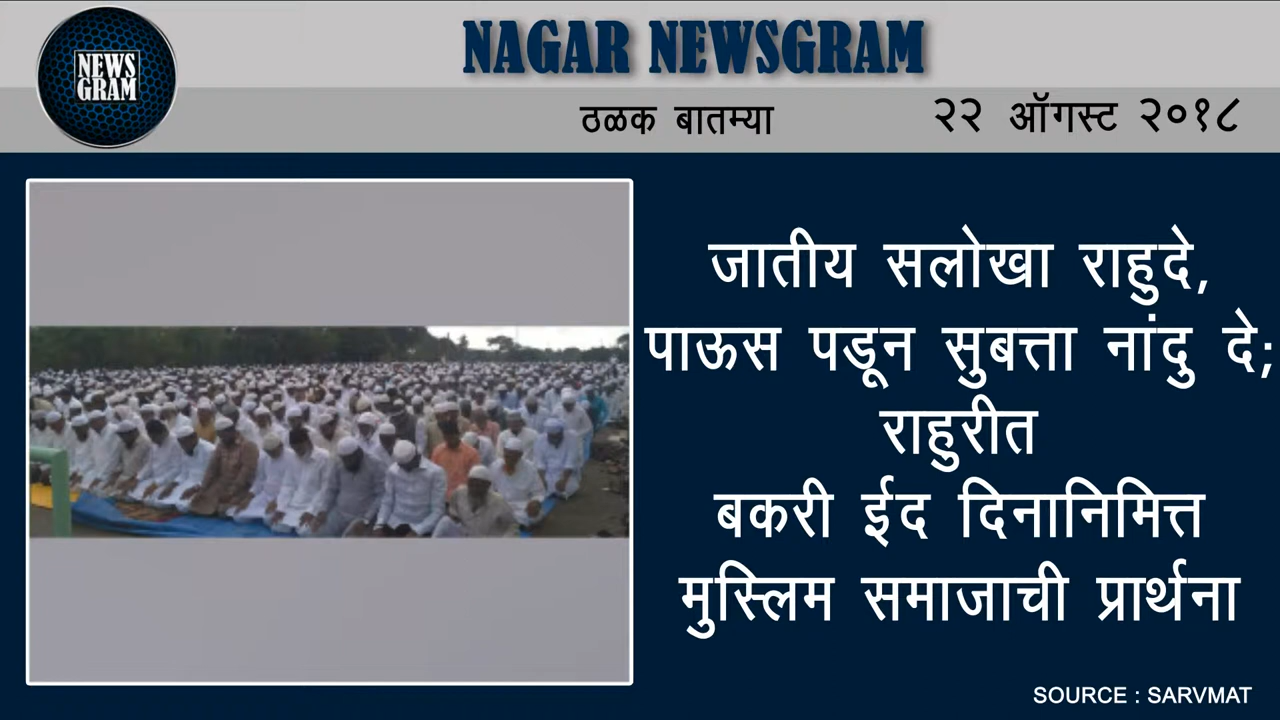 NEWS
GRAM
NAGAR NEWSGRAM
ठळक बातम्या
२२ ऑगस्ट २०१८
जातीय सलोखा राहुदे,
पाऊस पडून सुबत्ता नांदु दे;
राहुरीत
बकरी ईद दिनानिमित्त
मुस्लिम समाजाची प्रार्थना
SOURCE : SARVMAT